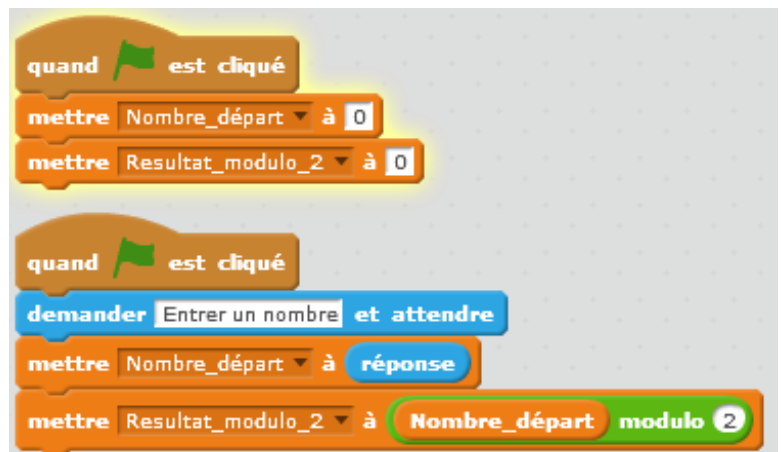 quand est cliqué
mettre Nombre_départ à 0
mettre Resultat_modulo_2 à 0
quand est cliqué
demander Entrer un nombre et attendre
mettre Nombre_départ à réponse
mettre Resultat_modulo_2 à Nombre_départ modulo 2